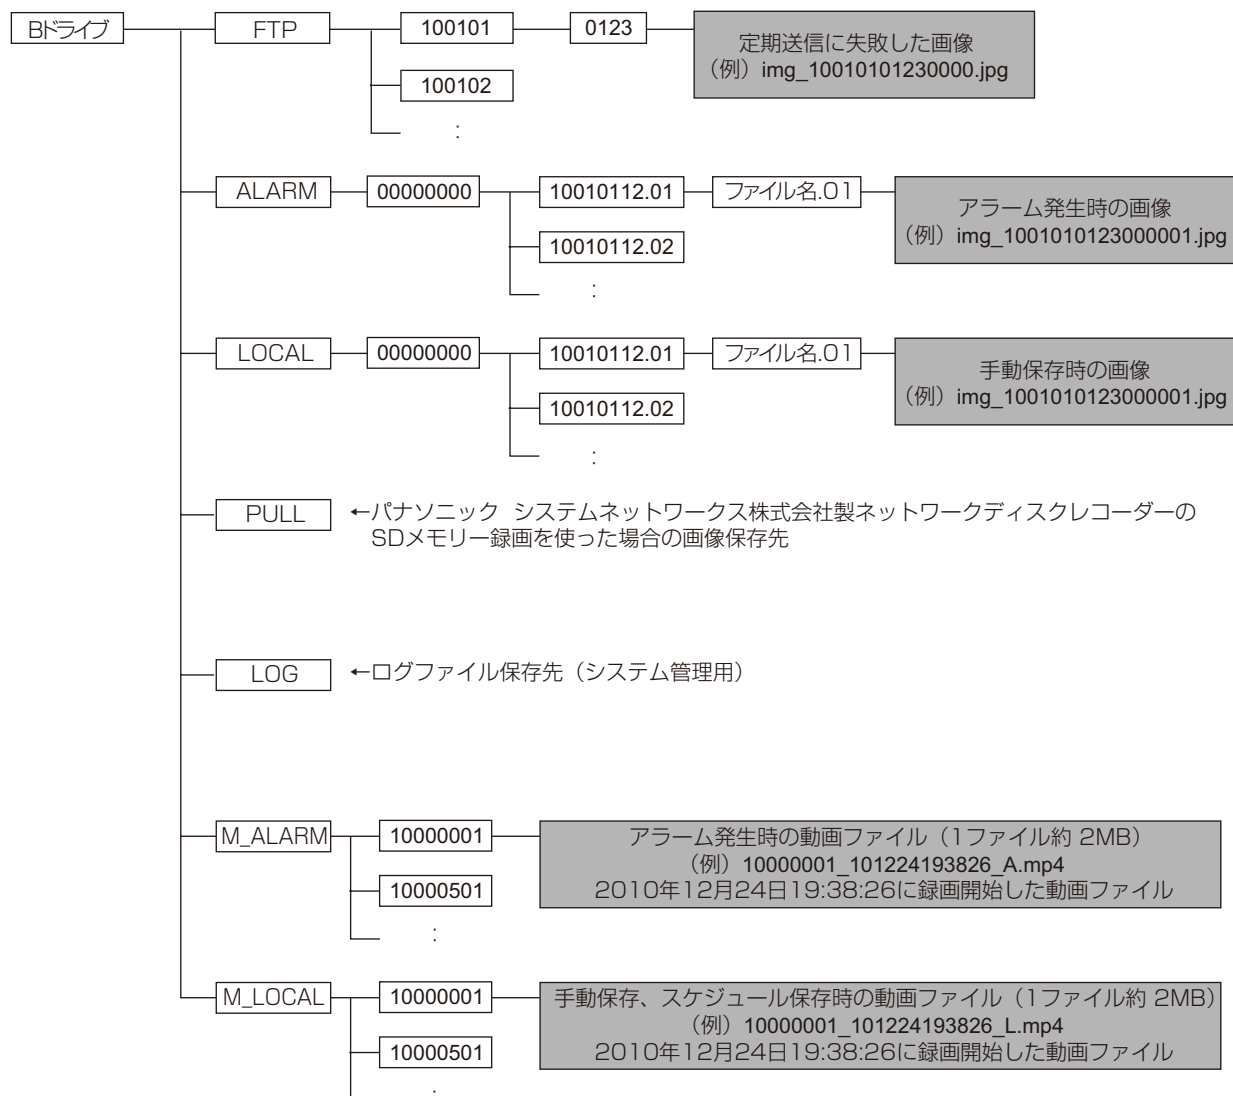 Bドライブ
FTP
100101
0123
定期送信に失敗した画像
（例）img_10010101230000.jpg
100102
：
ALARM
00000000
10010112.01
ファイル名.01
アラーム発生時の画像
（例）img_1001010123000001.jpg
10010112.02
：
LOCAL
00000000
10010112.01
ファイル名.01
手動保存時の画像
（例）img_1001010123000001.jpg
10010112.02
：
PULL
←パナソニック システムネットワークス株式会社製ネットワークディスクレコーダーの
SDメモリー録画を使った場合の画像保存先
LOG
←ログファイル保存先（システム管理用）
M_ALARM
10000001
アラーム発生時の動画ファイル（1ファイル約 2MB）
（例）10000001_101224193826_A.mp4
2010年12月24日19:38:26に録画開始した動画ファイル
10000501
：
M_LOCAL
10000001
手動保存、スケジュール保存時の動画ファイル（1ファイル約 2MB）
（例）10000001_101224193826_L.mp4
2010年12月24日19:38:26に録画開始した動画ファイル
10000501
：